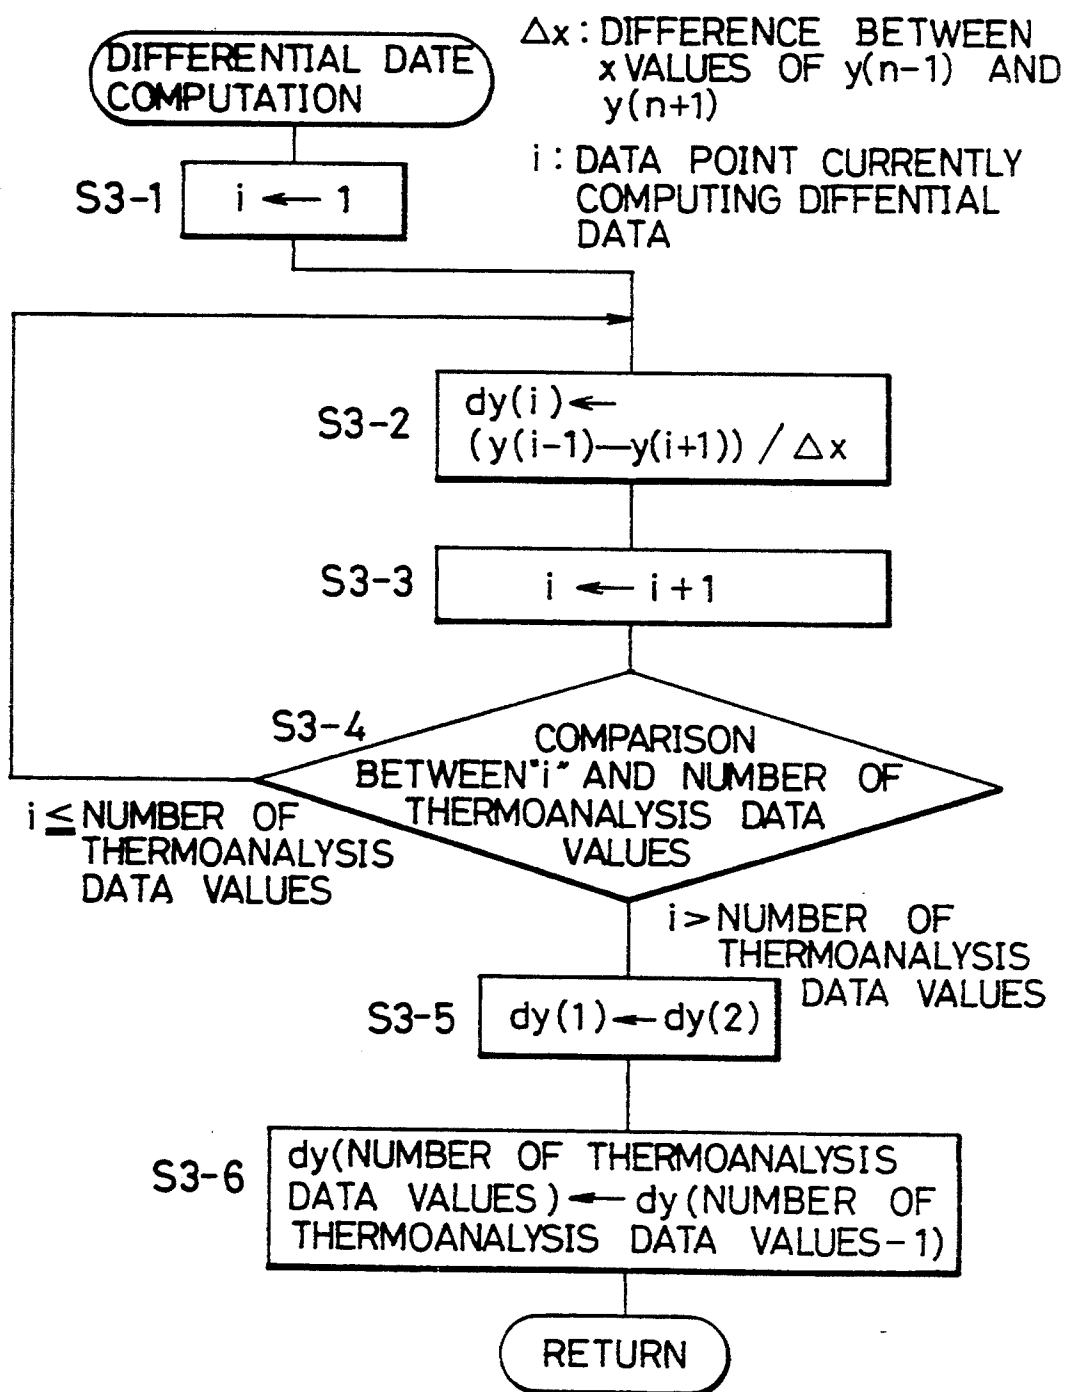 DIFFERENTIAL DATE
COMPUTATION
Δx : DIFFERENCE BETWEEN
x VALUES OF y(n-1) AND
y(n+1)
i : DATA POINT CURRENTLY
COMPUTING DIFFENTIAL
DATA
S3-1
i ← 1
S3-2
dy(i) ←
(y(i-1)—y(i+1)) / Δx
S3-3
i ← i+1
S3-4
COMPARISON
BETWEEN "i" AND NUMBER OF
THERMOANALYSIS DATA
VALUES
i ≤ NUMBER OF
THERMOANALYSIS
DATA VALUES
i > NUMBER OF
THERMOANALYSIS
DATA VALUES
S3-5
dy(1) ← dy(2)
S3-6
dy(NUMBER OF THERMOANALYSIS
DATA VALUES) ← dy(NUMBER OF
THERMOANALYSIS DATA VALUES-1)
RETURN